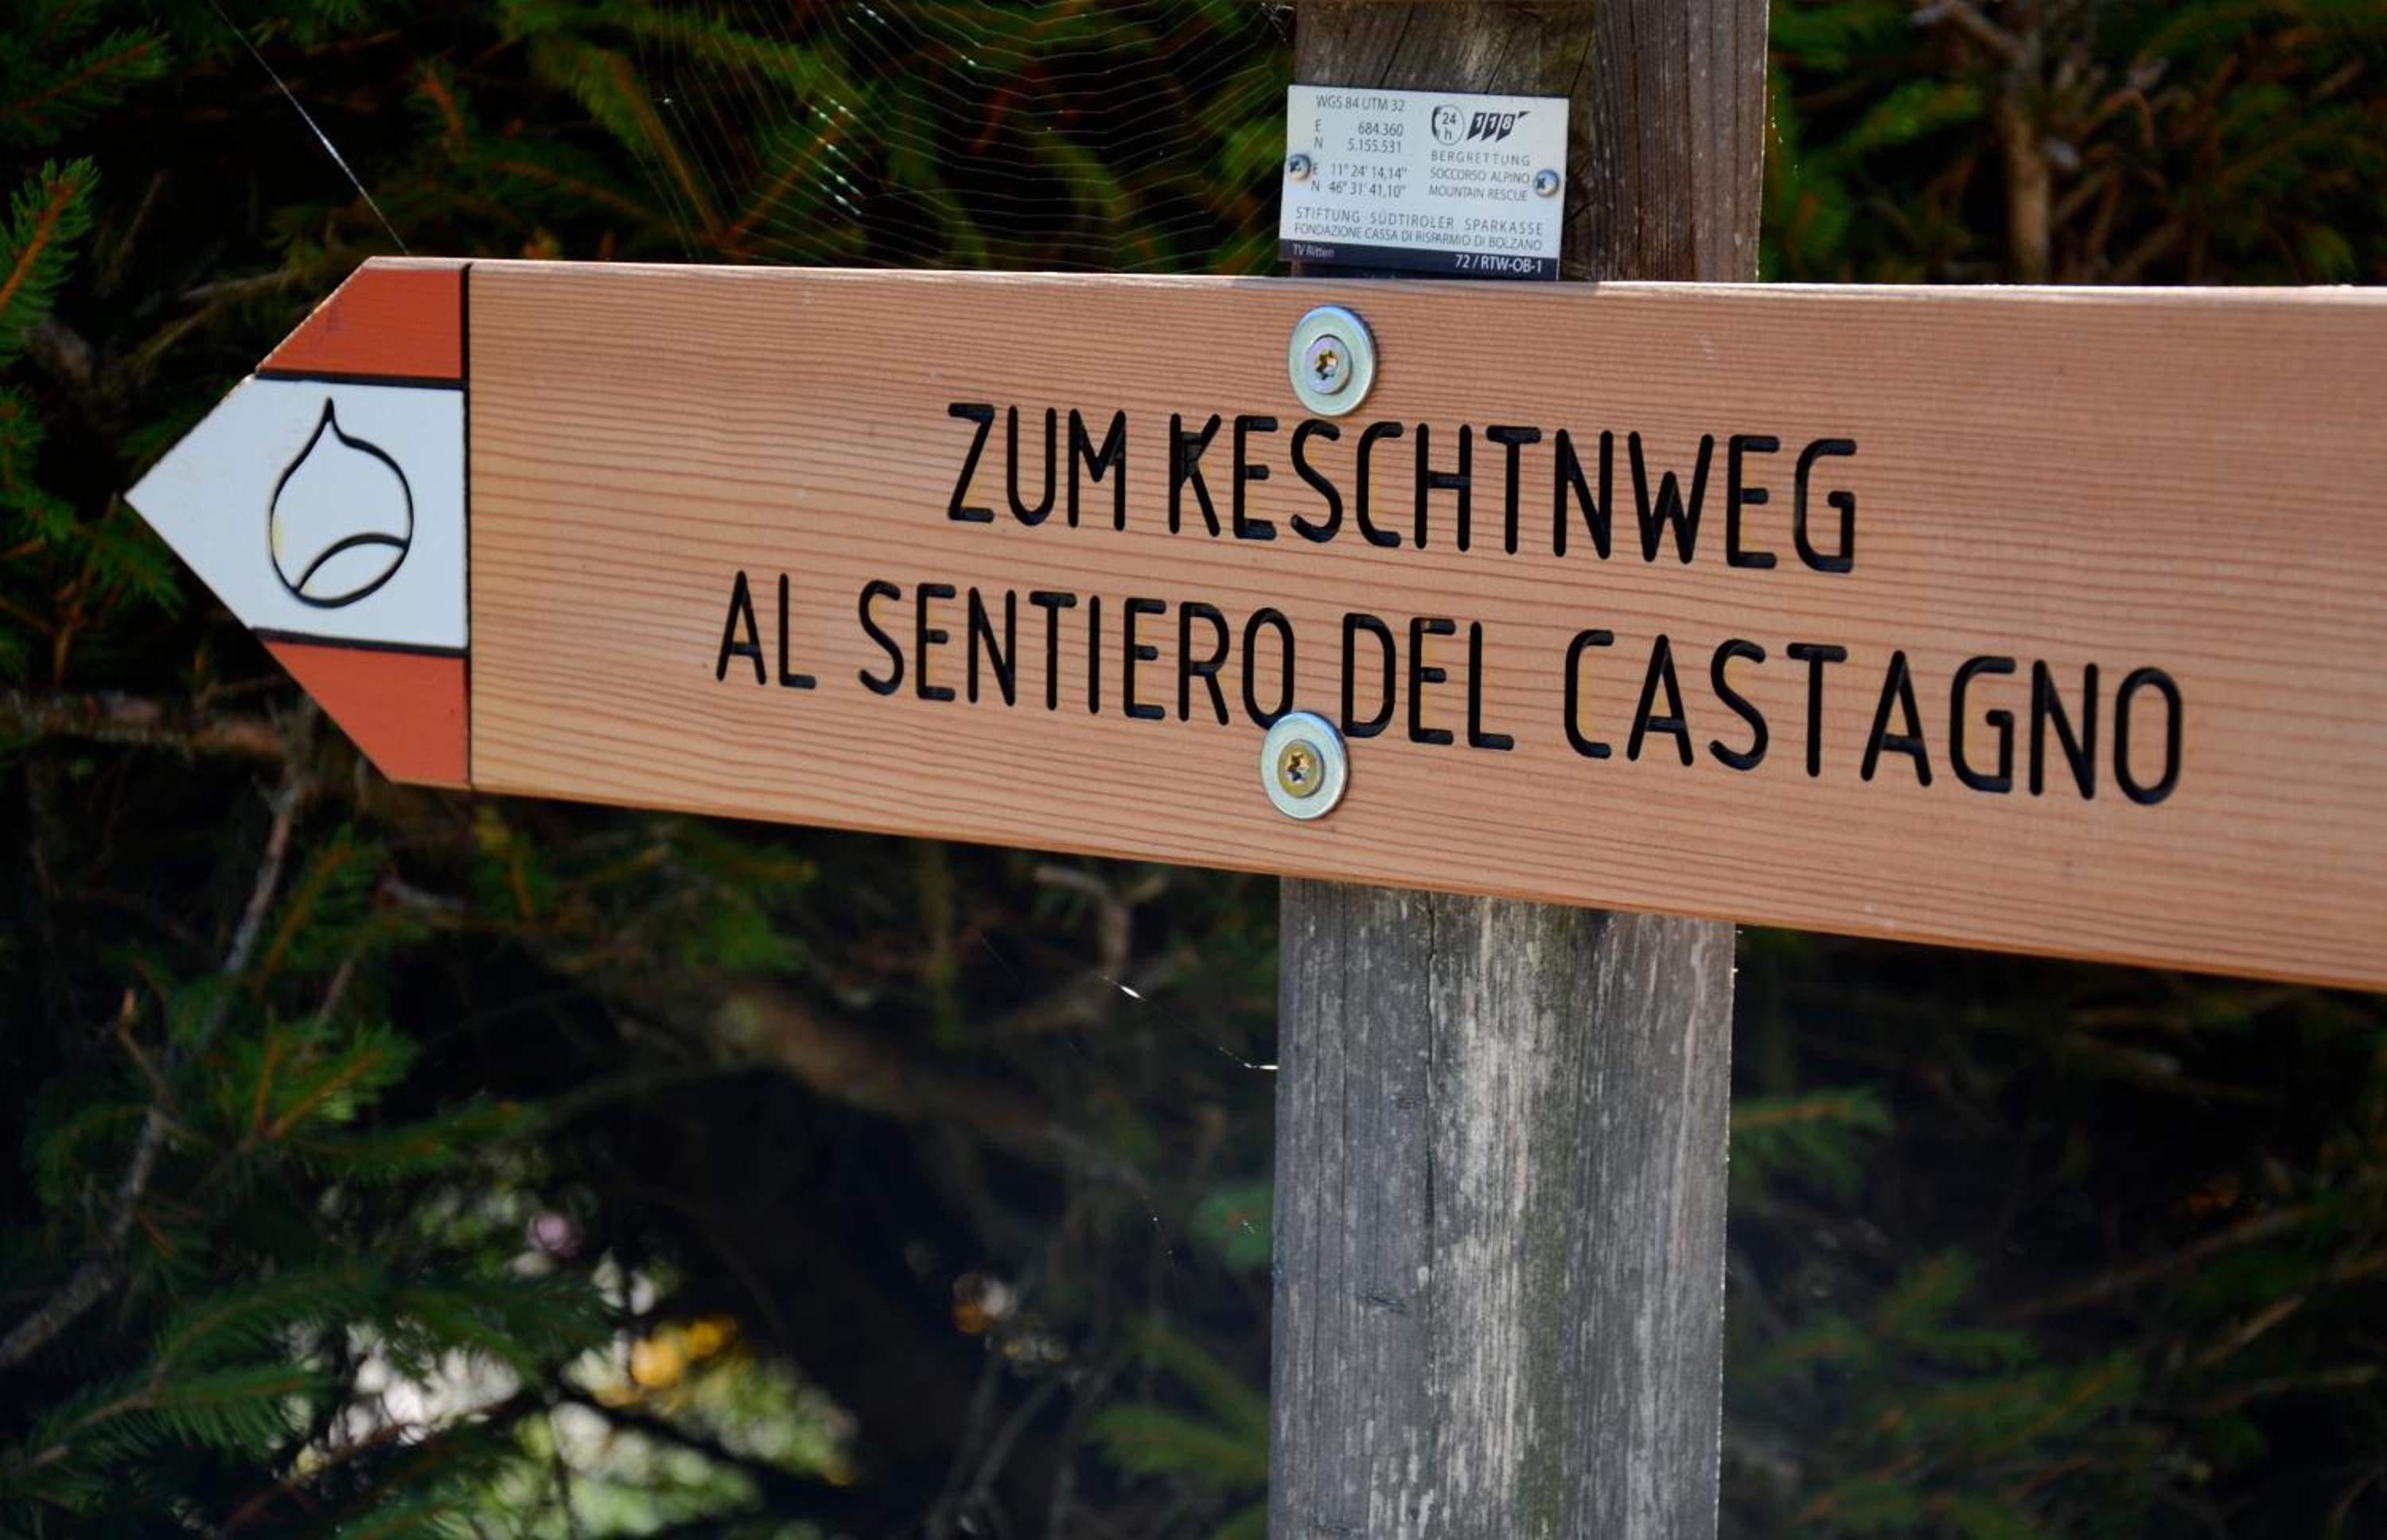 WGS 84 UTM 32
E 684.360
N 5.155.531
E 11° 24' 14,14"
N 46° 31' 41,10"
24 h 118
BERGRETTUNG
SOCCORSO ALPINO
MOUNTAIN RESCUE
STIFTUNG SÜDTIROLER SPARKASSE
FONDAZIONE CASSA DI RISPARMIO DI BOLZANO
TV Ritten 72 / RTW-OB-1
ZUM KESCHTNWEG
AL SENTIERO DEL CASTAGNO